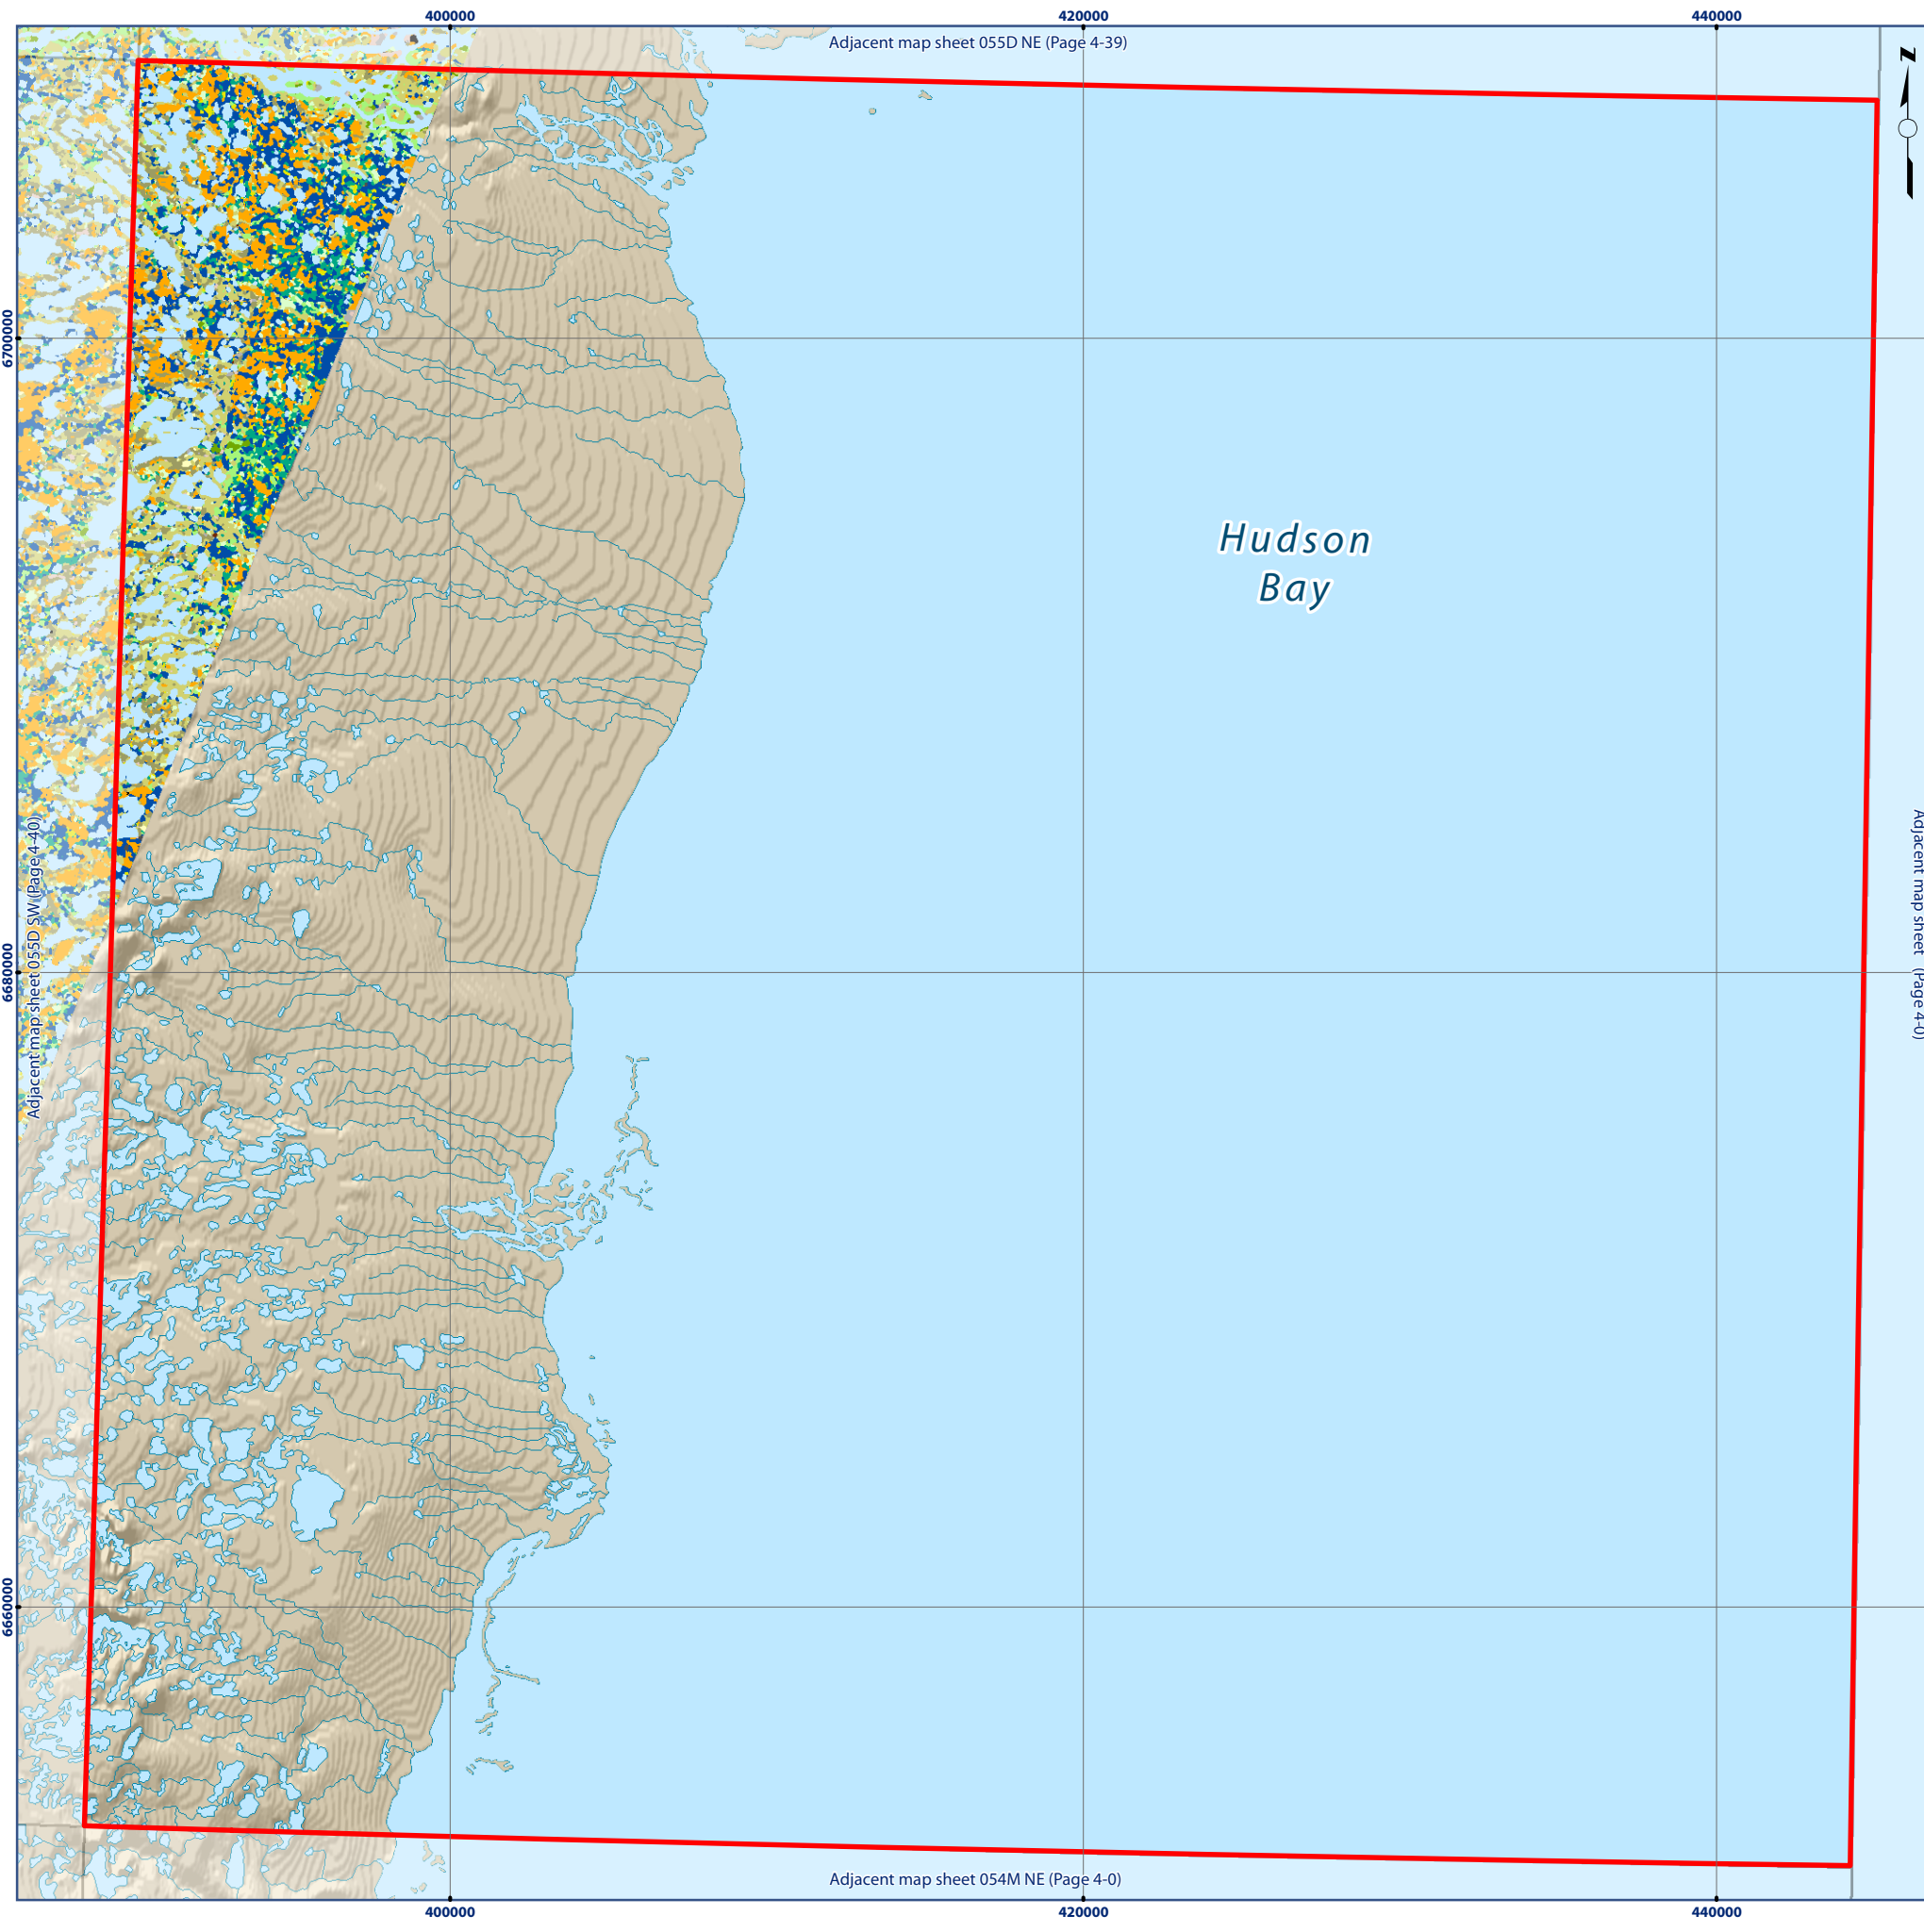 400000
420000
440000
Adjacent map sheet 055D NE (Page 4-39)
N
6700000
Hudson
Bay
Adjacent map sheet 055D SW (Page 4-40)
Adjacent map sheet (Page 4-0)
6680000
6660000
Adjacent map sheet 054M NE (Page 4-0)
400000
420000
440000